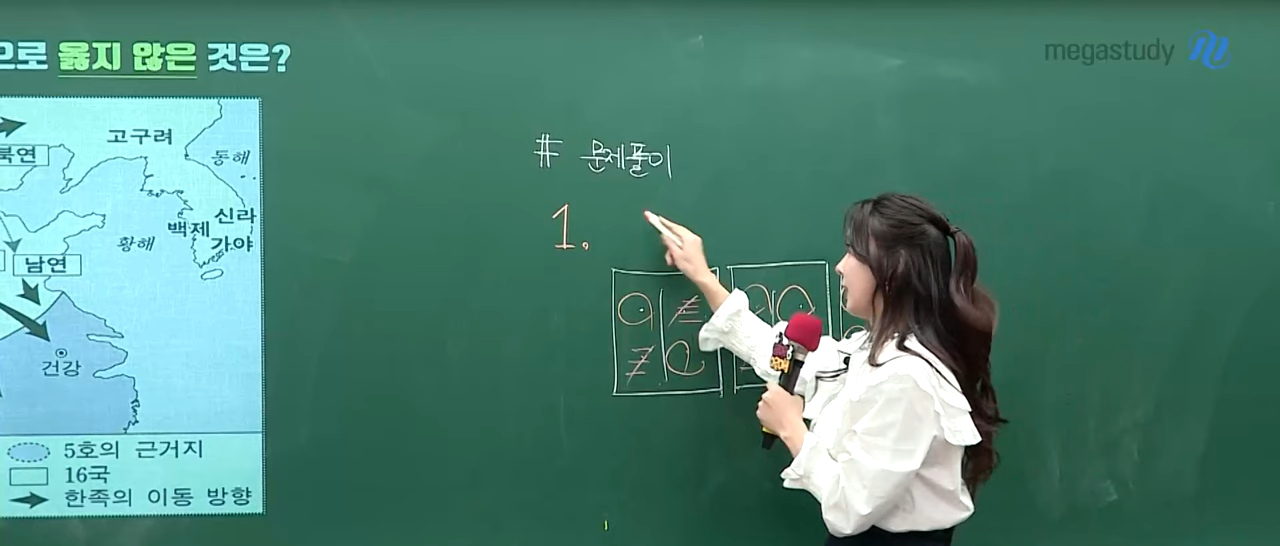 으로 옳지 않은 것은?
megastudy
고구려
북연
동해
신라
백제
황해
가야
남연
건강
5호의 근거지
16국
한족의 이동 방향
# 문제풀이
1.